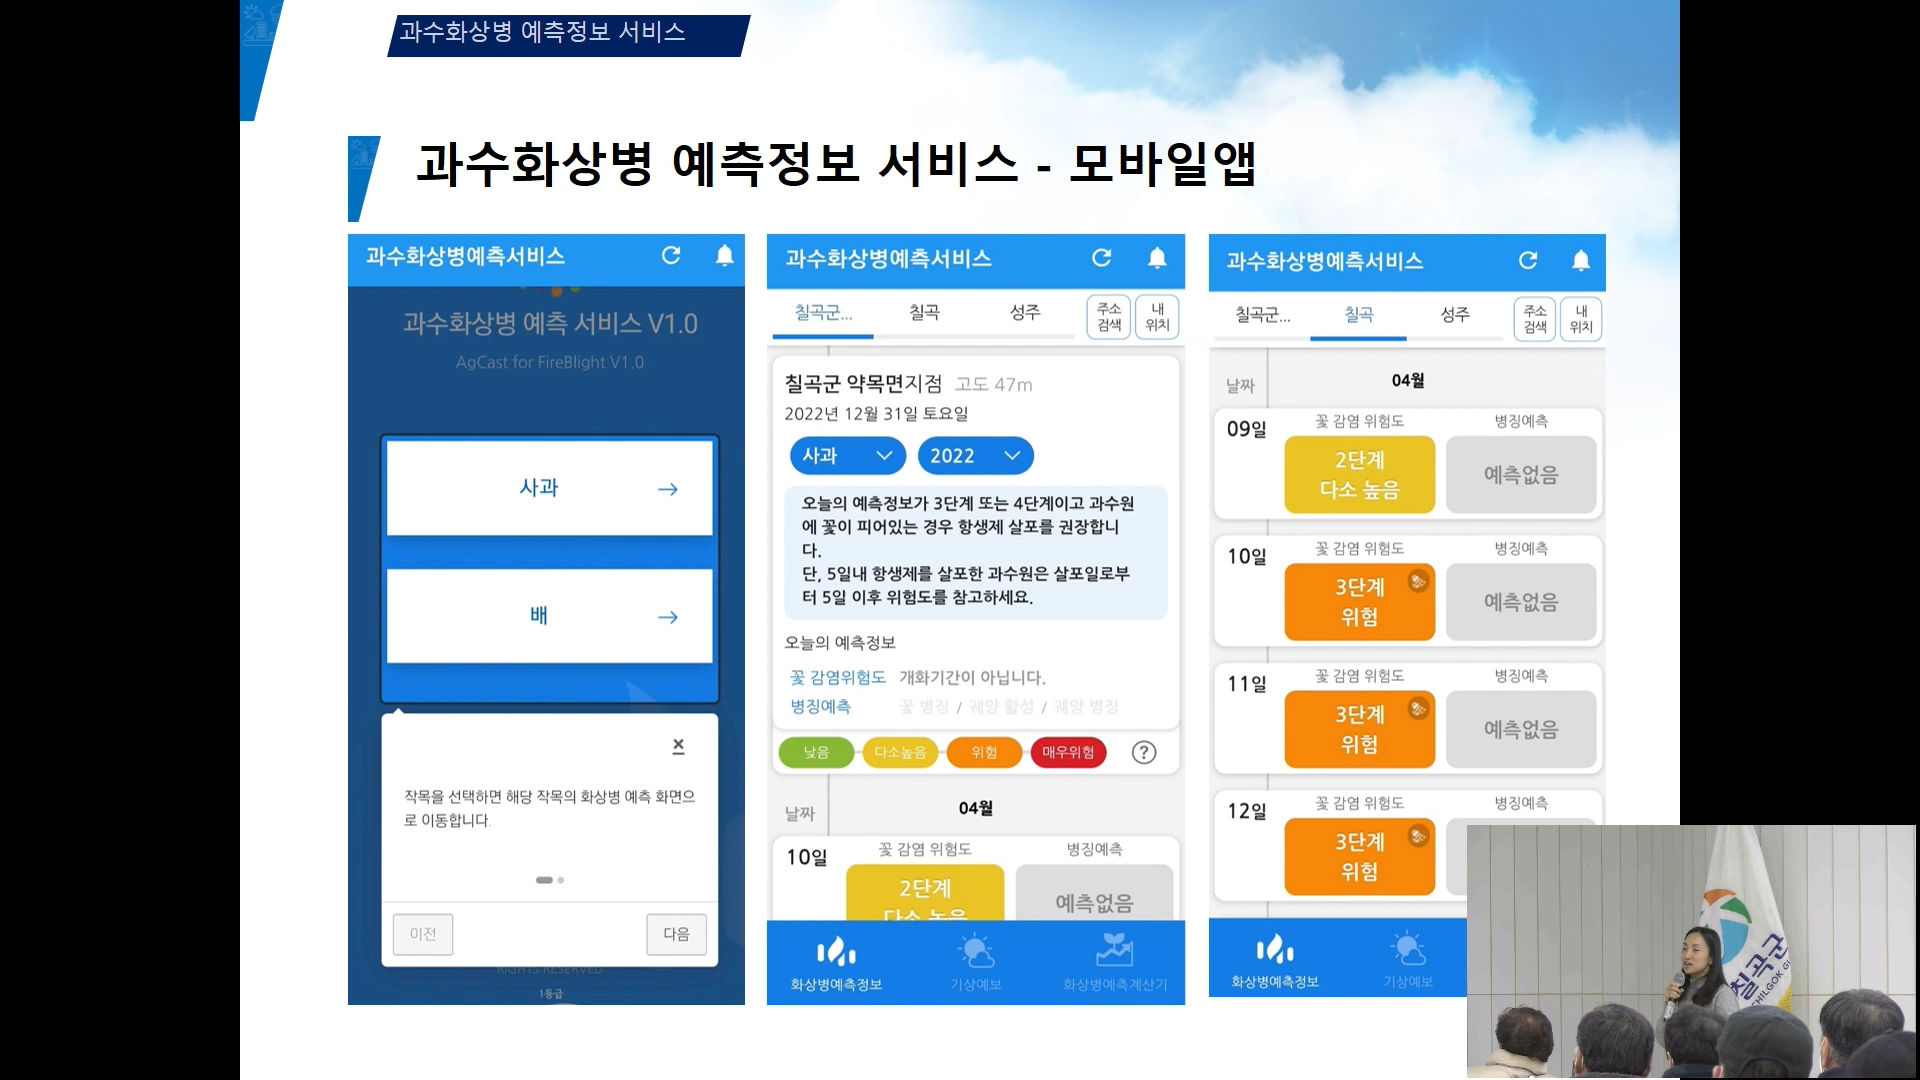 과수화상병 예측정보 서비스
과수화상병 예측정보 서비스 - 모바일앱
과수화상병예측서비스
과수화상병 예측 서비스 V1.0
AgCast for FireBlight V1.0
사과
배
작목을 선택하면 해당 작목의 화상병 예측 화면으
로 이동합니다.
이전
다음
RIGHTS RESERVED
1등급
과수화상병예측서비스
칠곡군...
칠곡
성주
주소
검색
내
위치
칠곡군 약목면지점 고도 47m
2022년 12월 31일 토요일
사과
2022
오늘의 예측정보가 3단계 또는 4단계이고 과수원
에 꽃이 피어있는 경우 항생제 살포를 권장합니
다.
단, 5일내 항생제를 살포한 과수원은 살포일로부
터 5일 이후 위험도를 참고하세요.
오늘의 예측정보
꽃 감염위험도 개화기간이 아닙니다.
병징예측 꽃 병징 / 궤양 활성 / 궤양 병징
낮음
다소높음
위험
매우위험
?
날짜
04월
10일
꽃 감염 위험도
병징예측
2단계
다소 높음
예측없음
화상병예측정보
기상예보
화상병예측계산기
과수화상병예측서비스
칠곡군...
칠곡
성주
주소
검색
내
위치
날짜
04월
09일
꽃 감염 위험도
병징예측
2단계
다소 높음
예측없음
10일
꽃 감염 위험도
병징예측
3단계
위험
예측없음
11일
꽃 감염 위험도
병징예측
3단계
위험
예측없음
12일
꽃 감염 위험도
병징예측
3단계
위험
화상병예측정보
기상예보
칠곡군
CHILGOK